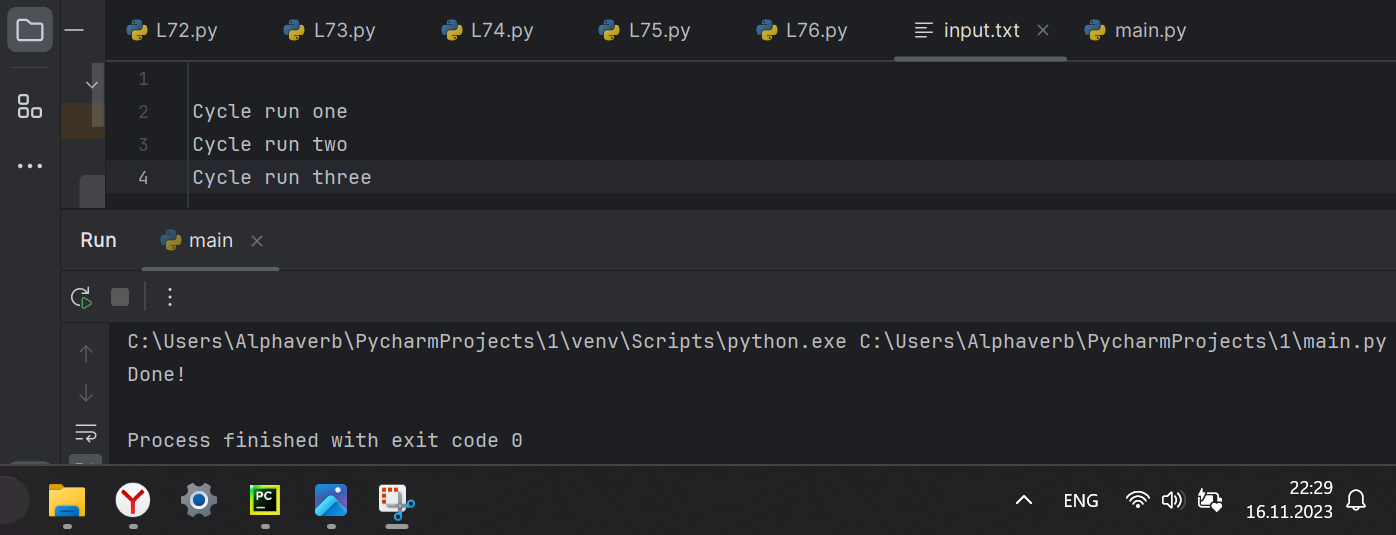 L72.py L73.py L74.py L75.py L76.py input.txt main.py
1
2 Cycle run one
3 Cycle run two
4 Cycle run three
Run main
C:\Users\Alphaverb\PycharmProjects\1\venv\Scripts\python.exe C:\Users\Alphaverb\PycharmProjects\1\main.py
Done!
Process finished with exit code 0
PC
ENG
22:29
16.11.2023